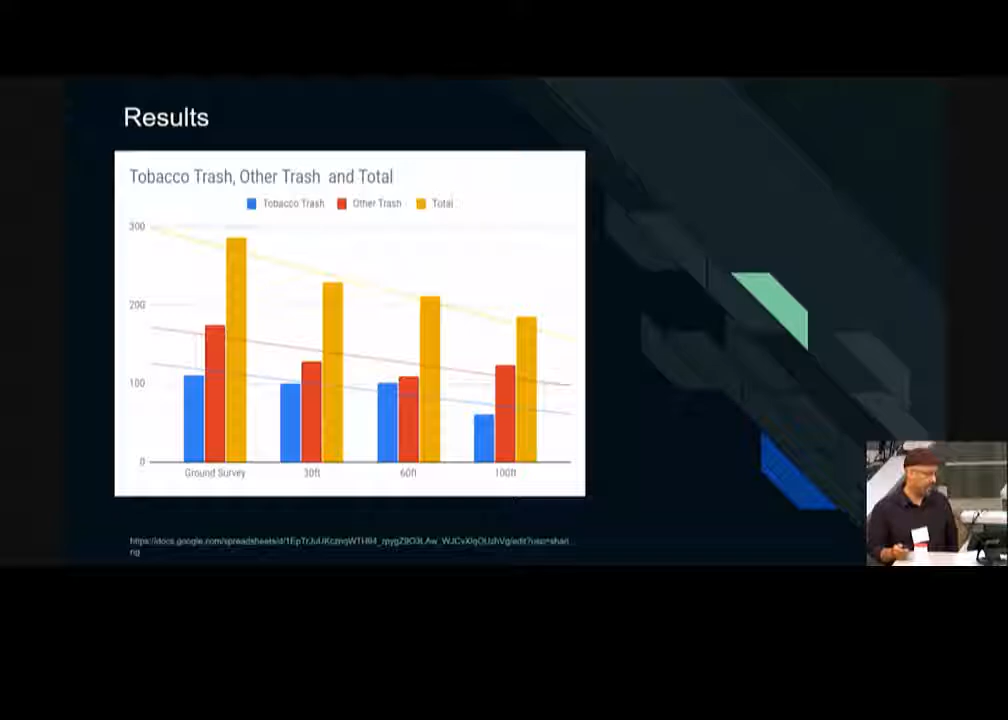 Results
Tobacco Trash, Other Trash and Total
Tobacco Trash Other Trash Total
300
200
100
0
Ground Survey 30ft 60ft 100ft